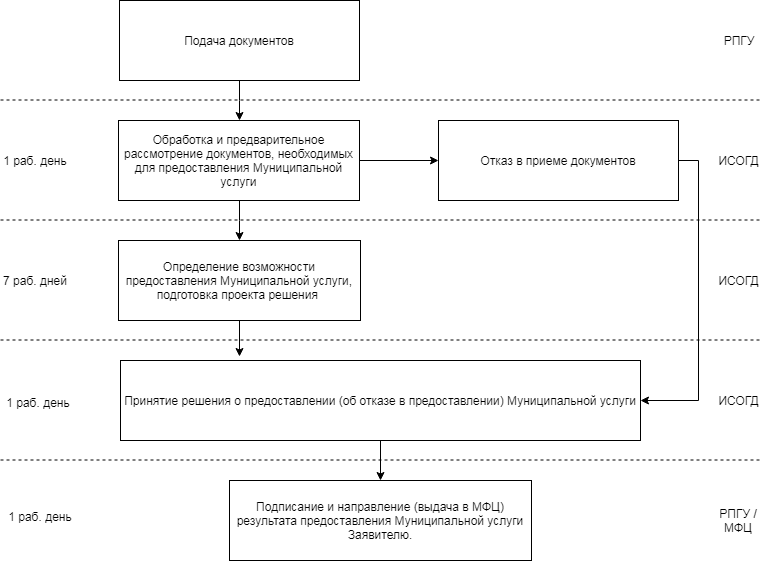 Подача документов
РПГУ
1 раб. день
Обработка и предварительное
рассмотрение документов, необходимых
для предоставления Муниципальной
услуги
Отказ в приеме документов
ИСОГД
7 раб. дней
Определение возможности
предоставления Муниципальной услуги,
подготовка проекта решения
ИСОГД
1 раб. день
Принятие решения о предоставлении (об отказе в предоставлении) Муниципальной услуги
ИСОГД
1 раб. день
Подписание и направление (выдача в МФЦ)
результата предоставления Муниципальной услуги
Заявителю.
РПГУ /
МФЦ